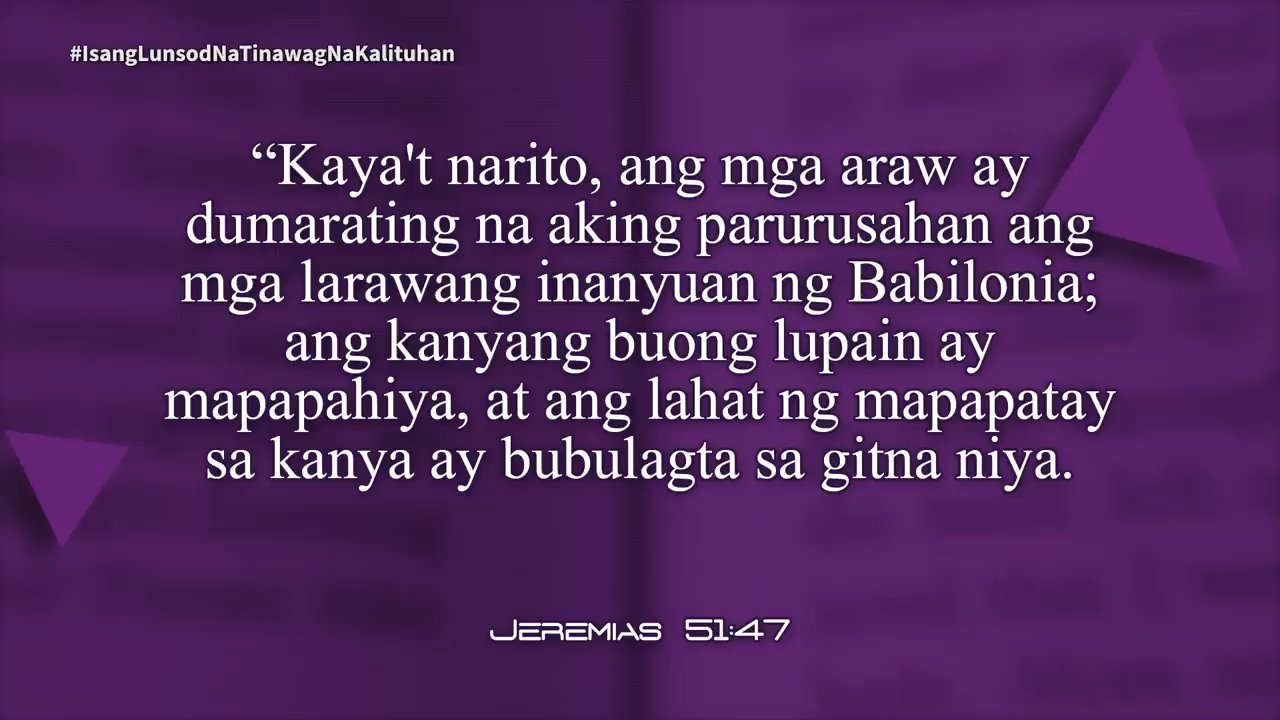 #IsangLunsodNaTinawagNaKalituhan
“Kaya't narito, ang mga araw ay
dumarating na aking parurusahan ang
mga larawang inanyuan ng Babilonia;
ang kanyang buong lupain ay
mapapahiya, at ang lahat ng mapapatay
sa kanya ay bubulagta sa gitna niya.
Jeremias 51:47